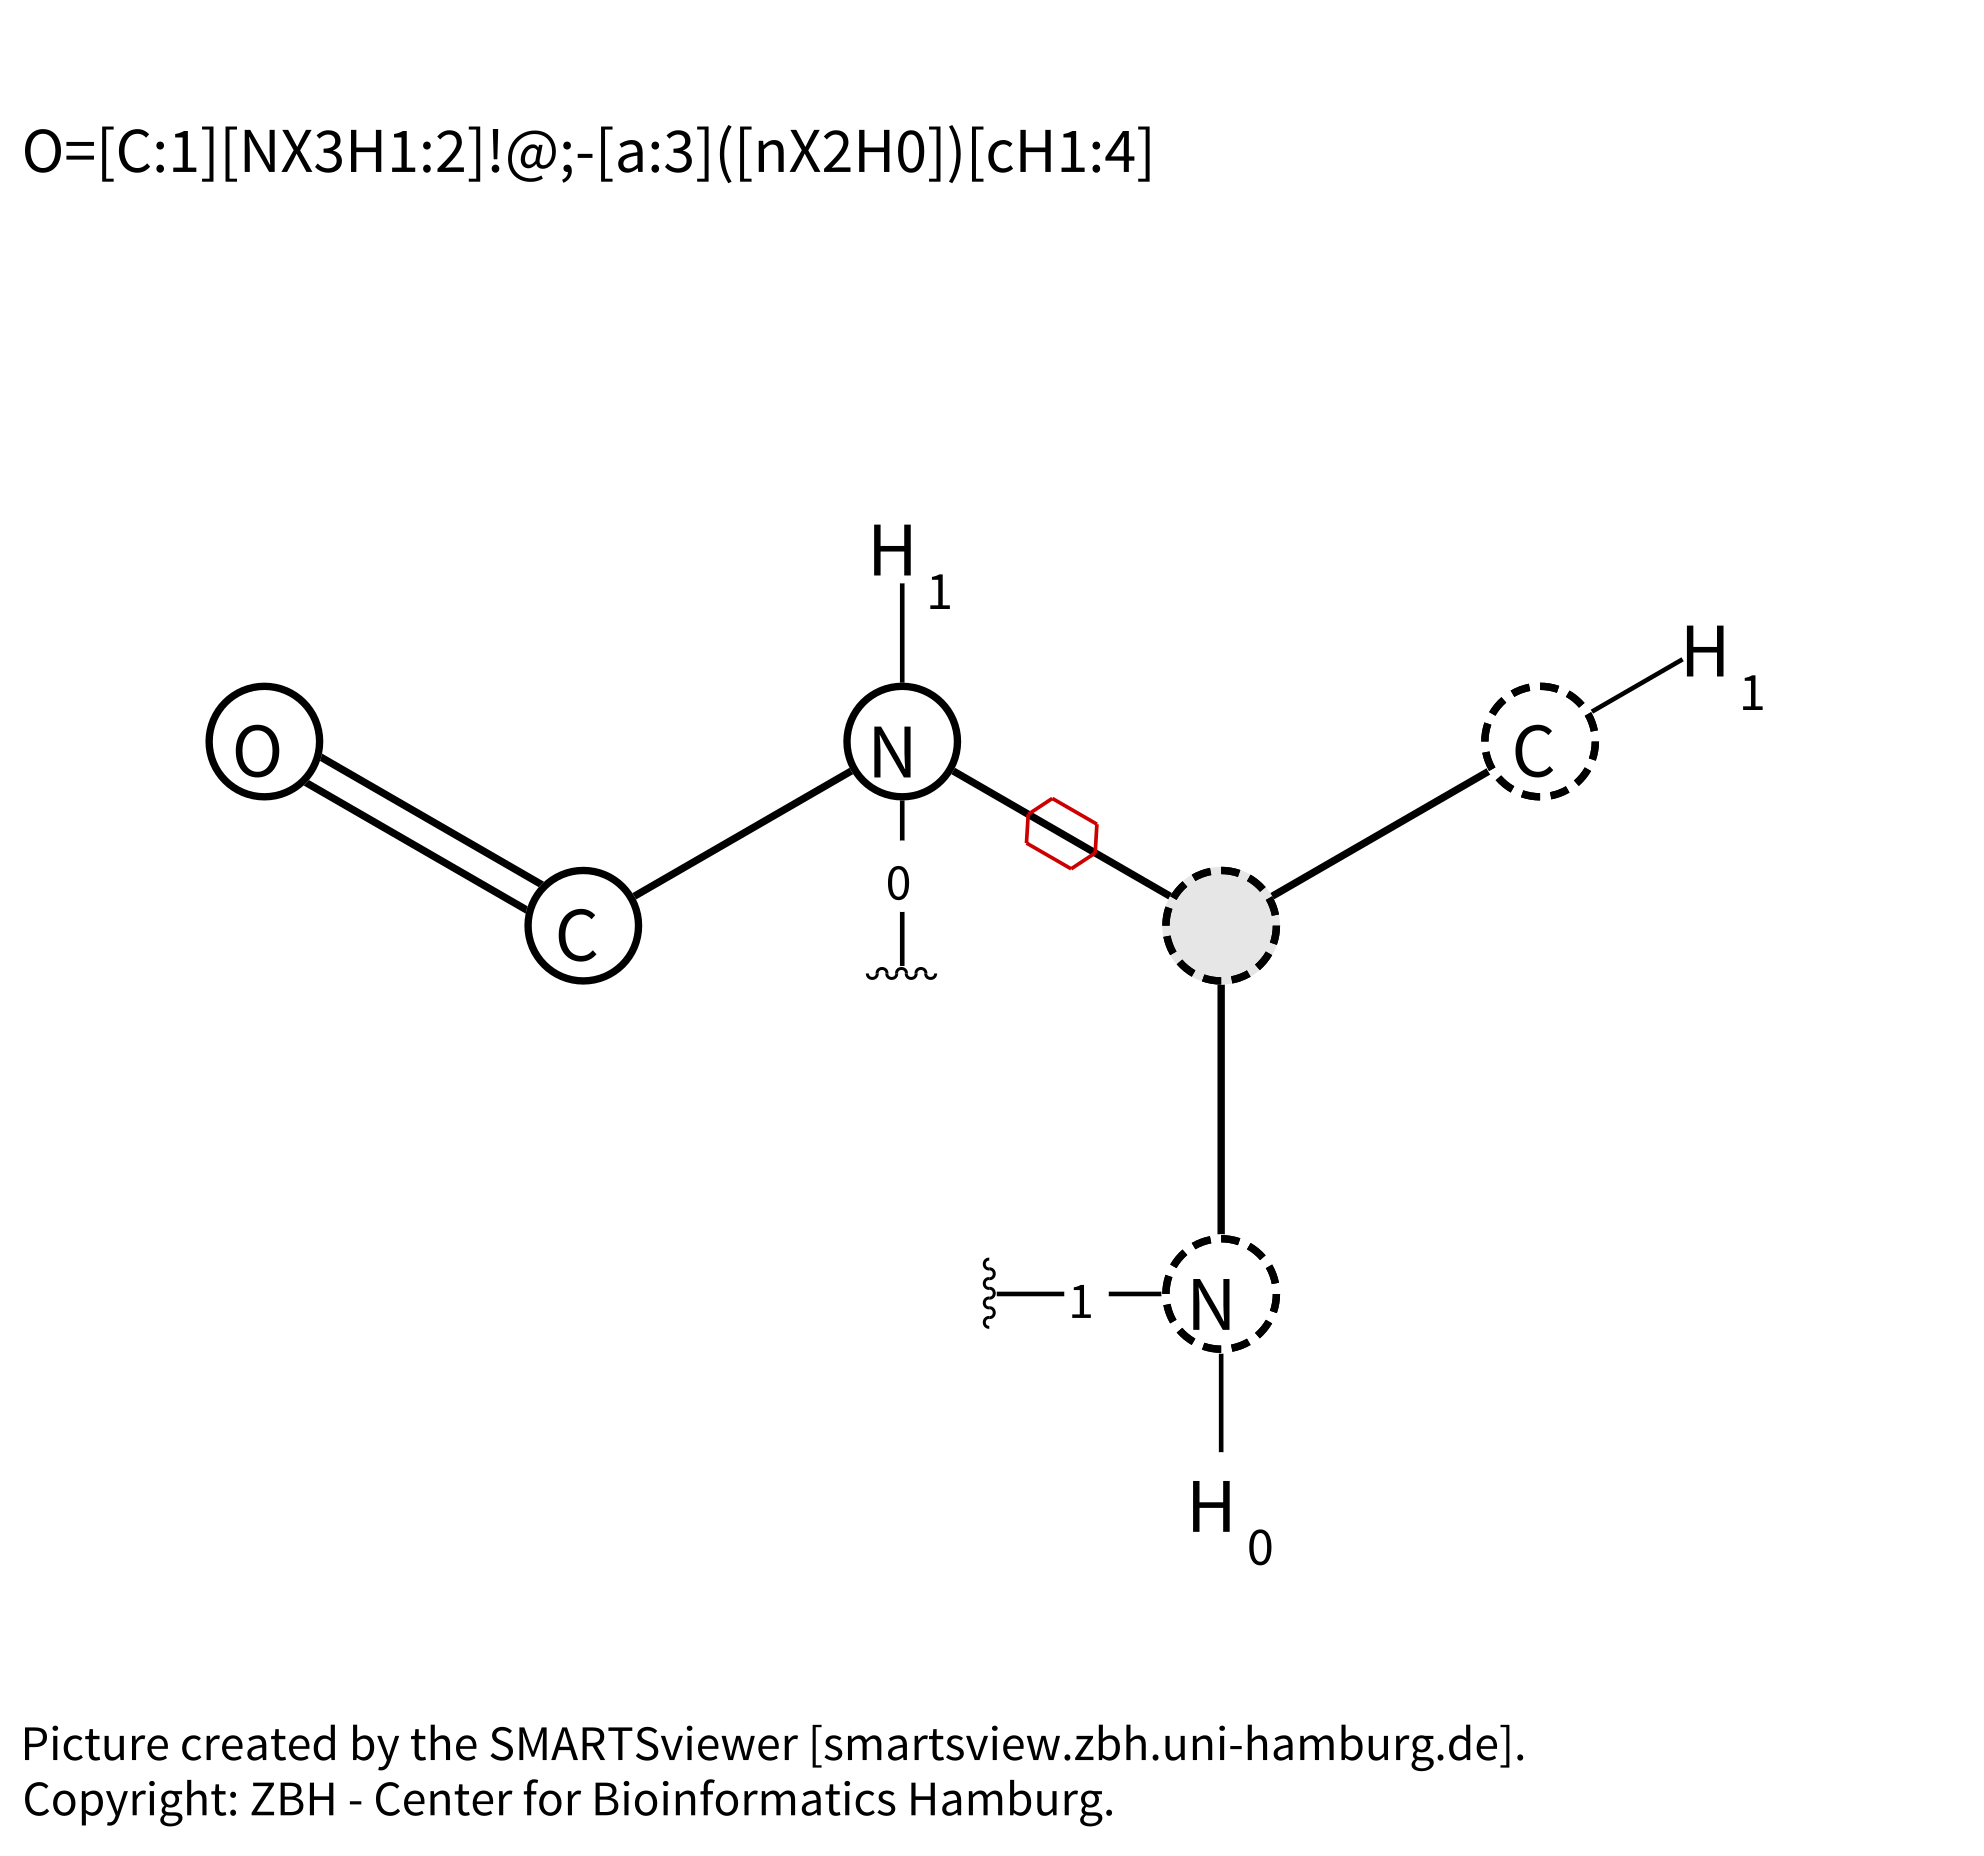 O=[C:1][NX3H1:2]!@;-[a:3]([nX2H0])[cH1:4]
H 1
H 1
O
N
C
0
C
1
N
H 0
Picture created by the SMARTSviewer [smartsview.zbh.uni-hamburg.de].
Copyright: ZBH - Center for Bioinformatics Hamburg.